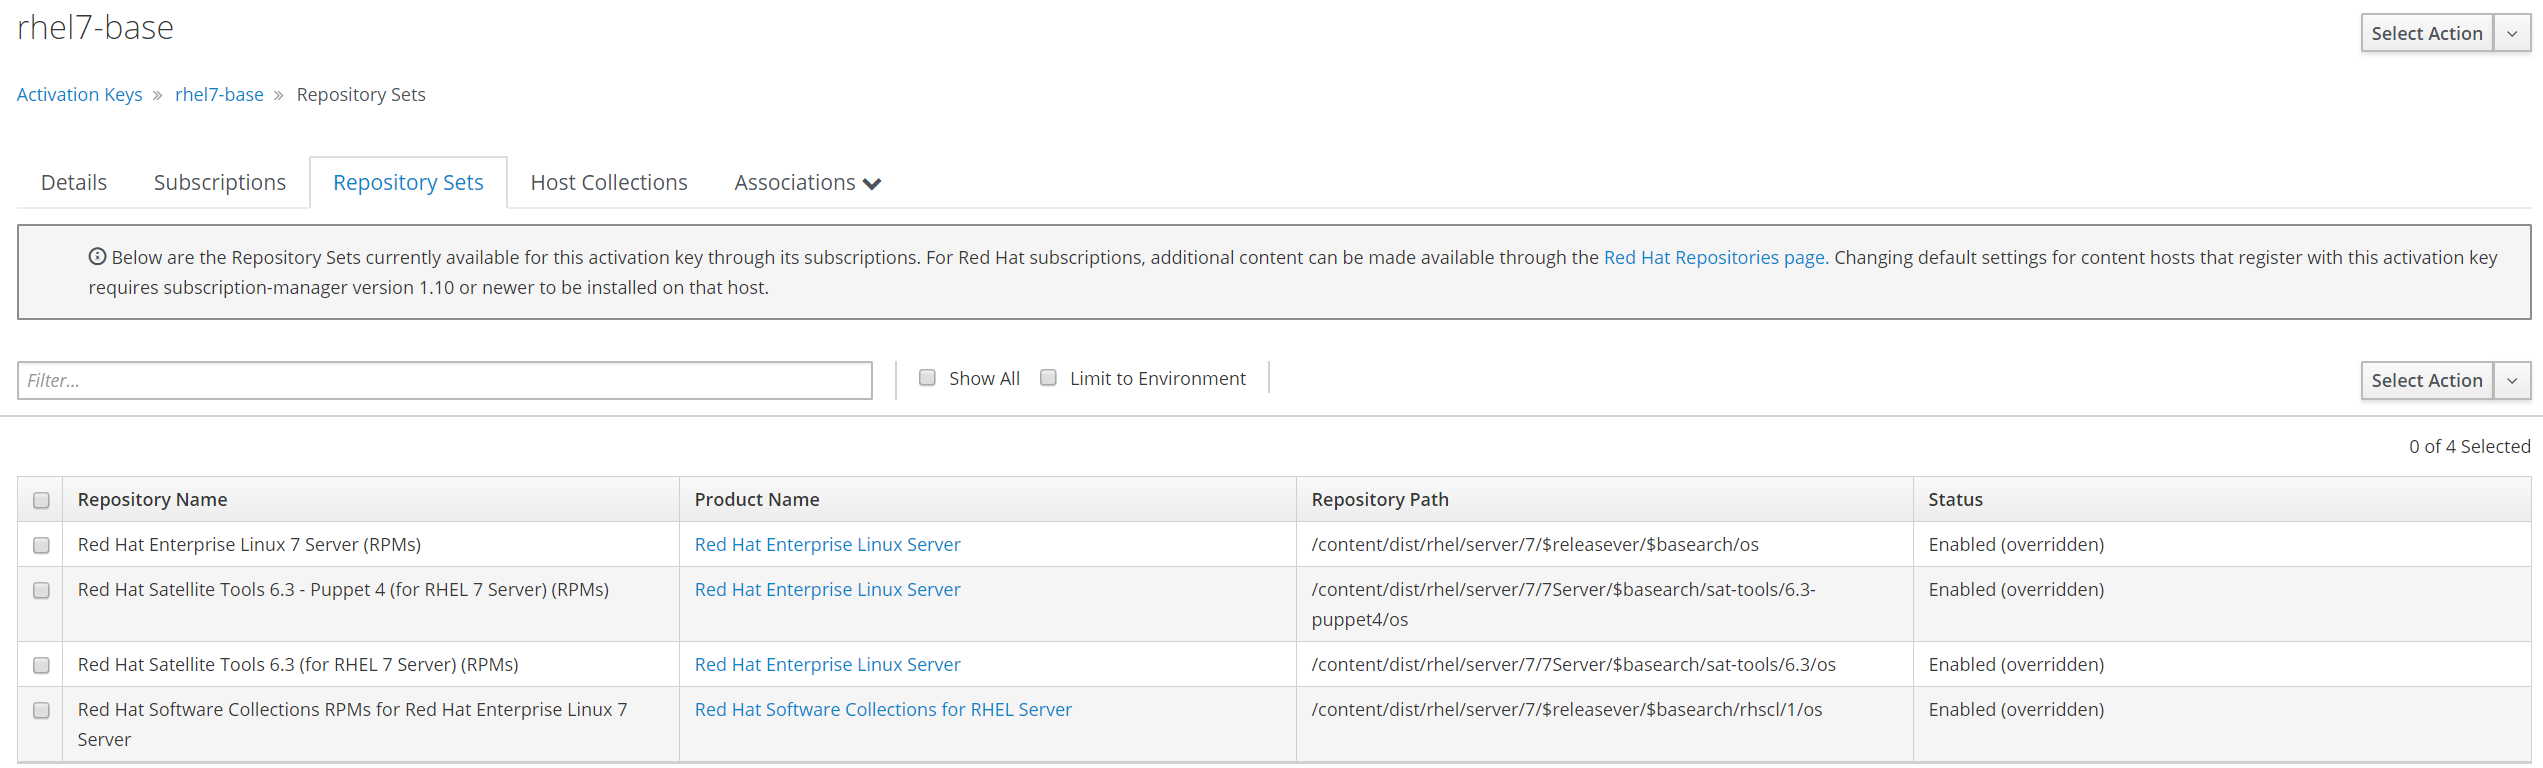 rhel7-base
Select Action
Activation Keys » rhel7-base » Repository Sets
Details Subscriptions Repository Sets Host Collections Associations
Below are the Repository Sets currently available for this activation key through its subscriptions. For Red Hat subscriptions, additional content can be made available through the Red Hat Repositories page. Changing default settings for content hosts that register with this activation key
requires subscription-manager version 1.10 or newer to be installed on that host.
Filter... Show All Limit to Environment Select Action
0 of 4 Selected
Repository Name Product Name Repository Path Status
Red Hat Enterprise Linux 7 Server (RPMs) Red Hat Enterprise Linux Server /content/dist/rhel/server/7/$releasever/$basearch/os Enabled (overridden)
Red Hat Satellite Tools 6.3 - Puppet 4 (for RHEL 7 Server) (RPMs) Red Hat Enterprise Linux Server /content/dist/rhel/server/7/7Server/$basearch/sat-tools/6.3- Enabled (overridden)
puppet4/os
Red Hat Satellite Tools 6.3 (for RHEL 7 Server) (RPMs) Red Hat Enterprise Linux Server /content/dist/rhel/server/7/7Server/$basearch/sat-tools/6.3/os Enabled (overridden)
Red Hat Software Collections RPMs for Red Hat Enterprise Linux 7 Red Hat Software Collections for RHEL Server /content/dist/rhel/server/7/$releasever/$basearch/rhscl/1/os Enabled (overridden)
Server